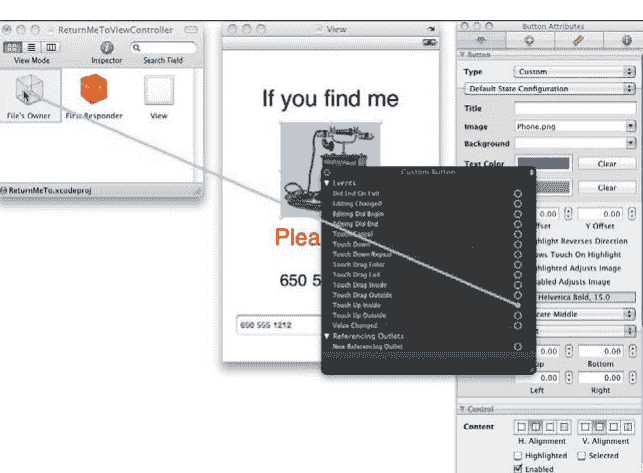 ReturnMeToViewController
View Mode
Inspector
Search Field
File's Owner
First Responder
View
ReturnMeTo.xcodeproj
View
If you find me
Plea
650 5
650 555 1212
Custom Button
Events
Did End On Exit
Editing Changed
Editing Did Begin
Editing Did End
Touch Cancel
Touch Down
Touch Down Repeat
Touch Drag Enter
Touch Drag Exit
Touch Drag Inside
Touch Drag Outside
Touch Up Inside
Touch Up Outside
Value Changed
Referencing Outlets
New Referencing Outlet
Button Attributes
Button
Type
Custom
Default State Configuration
Title
Image
Phone.png
Background
Text Color
Clear
Clear
0.00
0.00
ffset
Y Offset
hlight Reverses Direction
ows Touch On Highlight
hlighted Adjusts Image
abled Adjusts Image
Helvetica Bold, 15.0
cate Middle
0.00
0.00
op
Bottom
0.00
0.00
Left
Right
Control
Content
H. Alignment
V. Alignment
Highlighted
Selected
Enabled